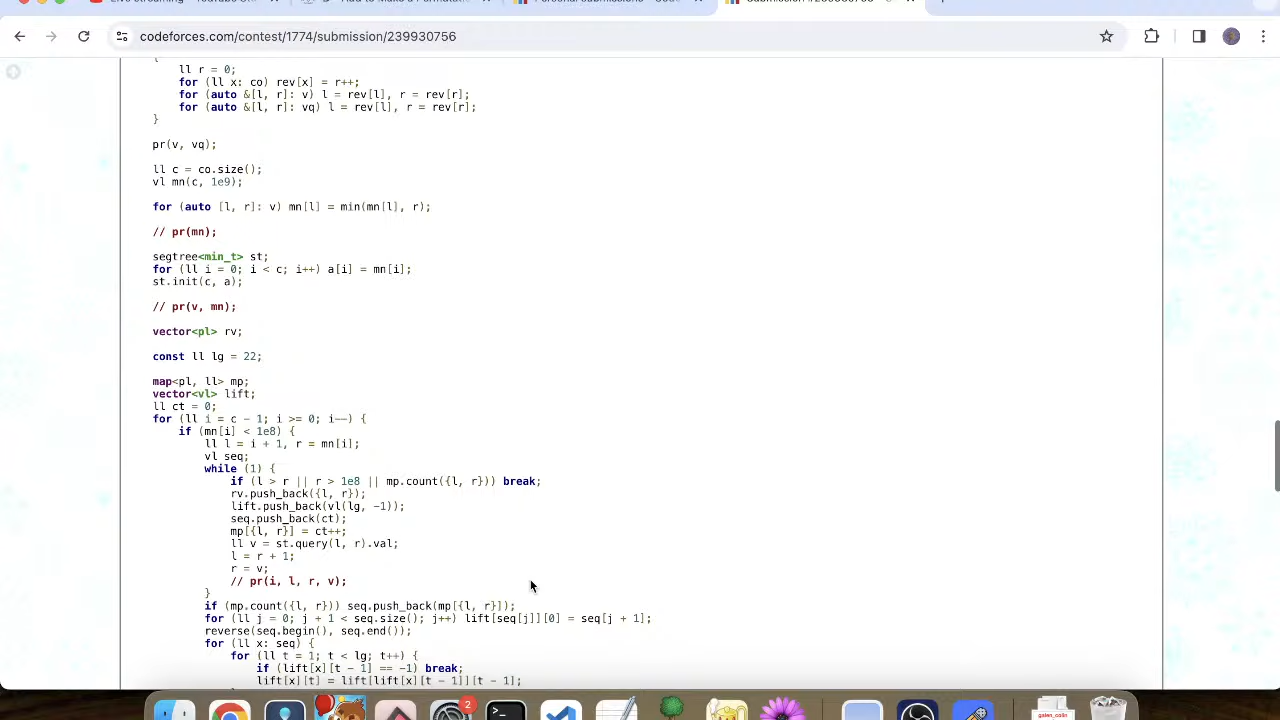 codeforces.com/contest/1774/submission/239930756
{
ll r = 0;
for (ll x: co) rev[x] = r++;
for (auto &[l, r]: v) l = rev[l], r = rev[r];
for (auto &[l, r]: vq) l = rev[l], r = rev[r];
}
pr(v, vq);
ll c = co.size();
vl mn(c, 1e9);
for (auto [l, r]: v) mn[l] = min(mn[l], r);
// pr(mn);
segtree<min_t> st;
for (ll i = 0; i < c; i++) a[i] = mn[i];
st.init(c, a);
// pr(v, mn);
vector<pl> rv;
const ll lg = 22;
map<pl, ll> mp;
vector<vl> lift;
ll ct = 0;
for (ll i = c - 1; i >= 0; i--) {
if (mn[i] < 1e8) {
ll l = i + 1, r = mn[i];
vl seq;
while (1) {
if (l > r || r > 1e8 || mp.count({l, r})) break;
rv.push_back({l, r});
lift.push_back(vl(lg, -1));
seq.push_back(ct);
mp[{l, r}] = ct++;
ll v = st.query(l, r).val;
l = r + 1;
r = v;
// pr(i, l, r, v);
}
if (mp.count({l, r})) seq.push_back(mp[{l, r}]);
for (ll j = 0; j + 1 < seq.size(); j++) lift[seq[j]][0] = seq[j + 1];
reverse(seq.begin(), seq.end());
for (ll x: seq) {
for (ll t = 1; t < lg; t++) {
if (lift[x][t - 1] == -1) break;
lift[x][t] = lift[lift[x][t - 1]][t - 1];
2
galen_colin